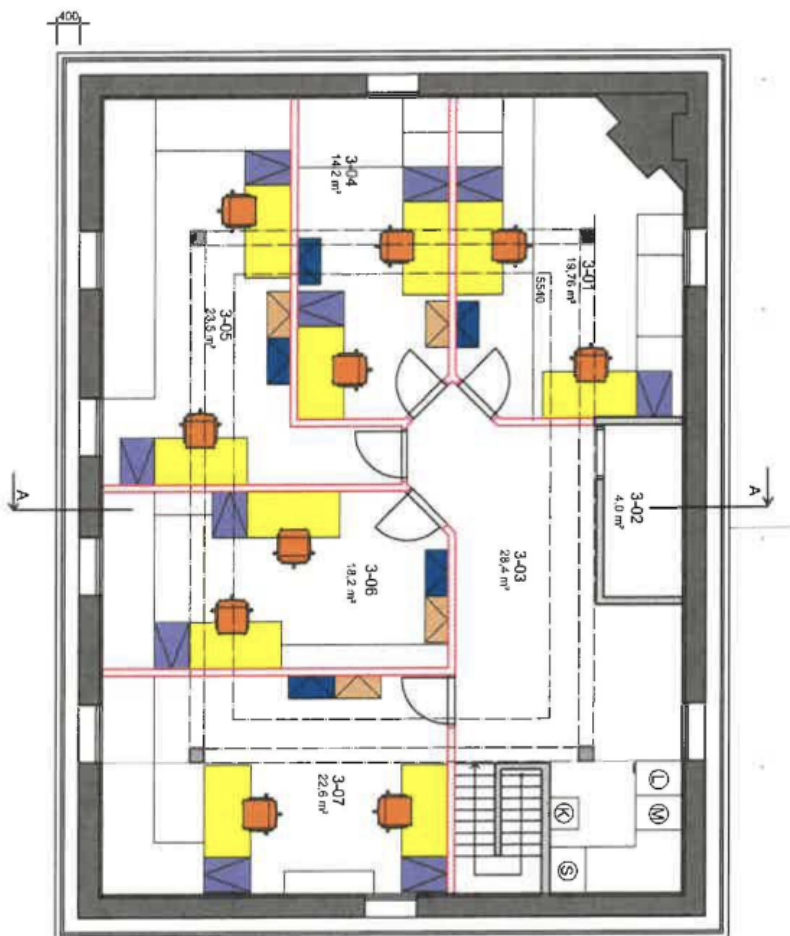 400
3-04
14,2 m²
3-01
19,76 m²
5540
3-05
23,5 m²
A
A
3-02
4,0 m²
3-03
28,4 m²
3-06
18,2 m²
3-07
22,6 m²
L
M
K
S